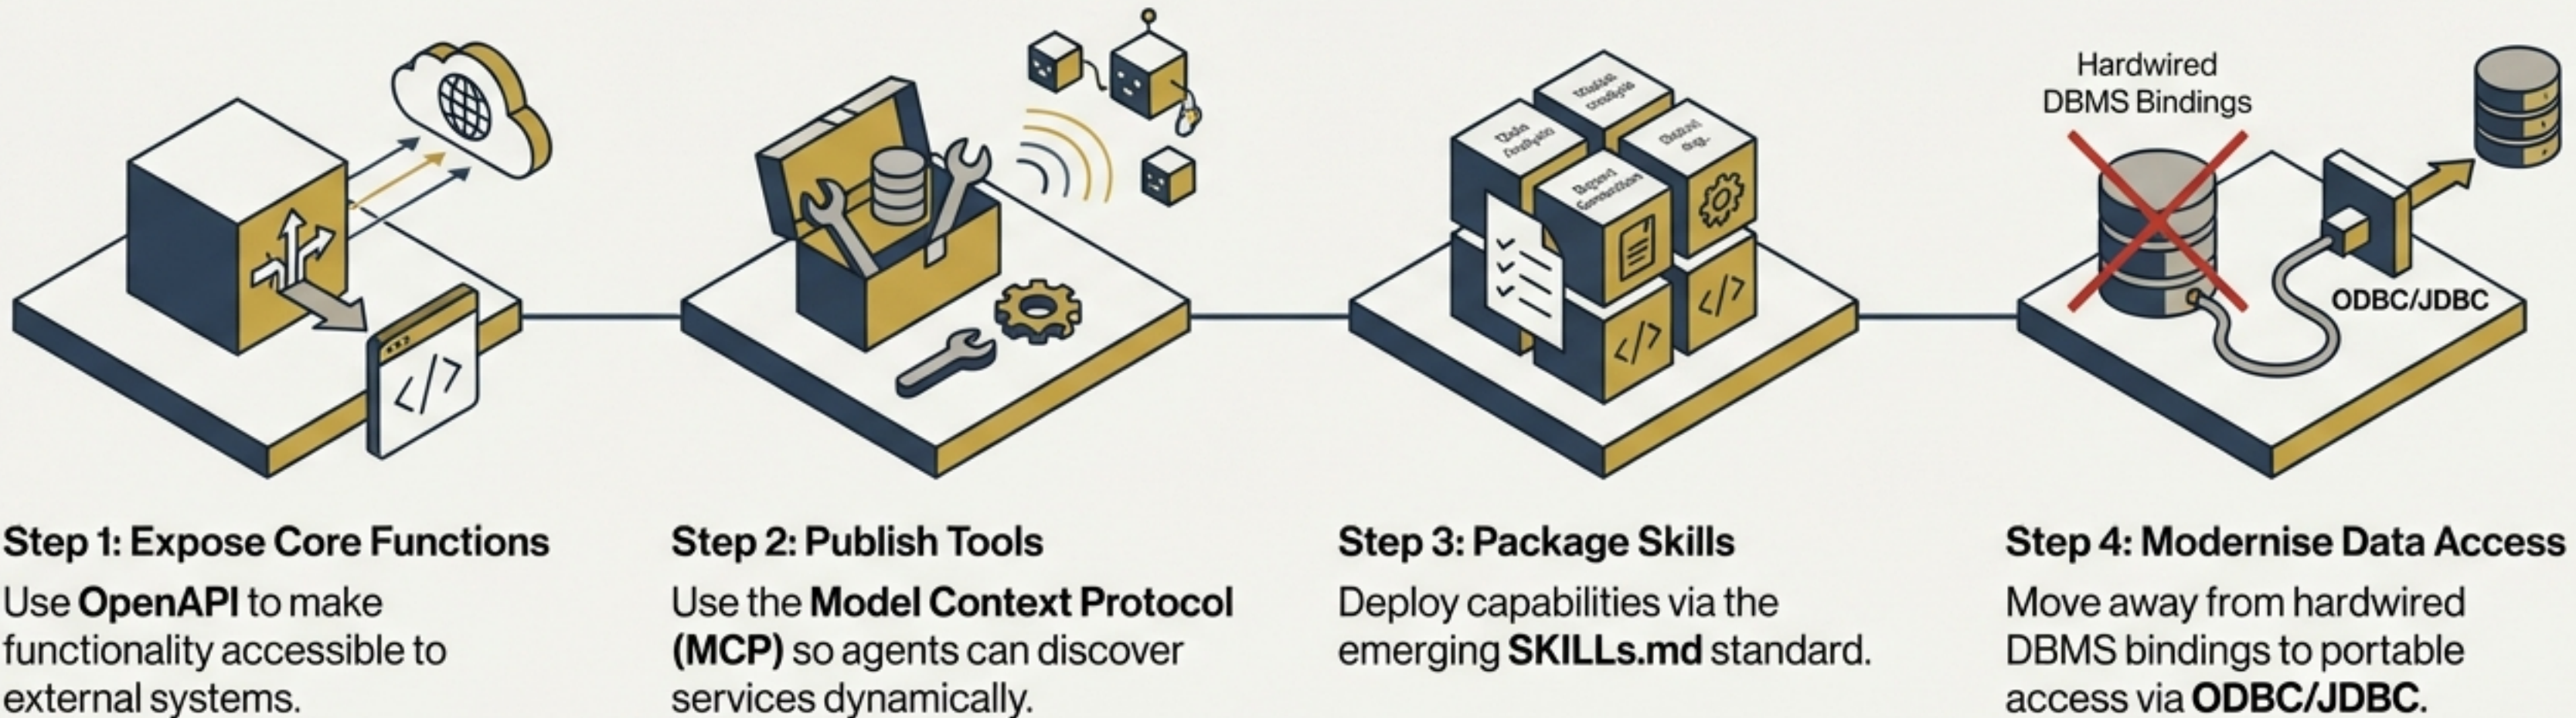 Hardwired
DBMS Bindings
ODBC/JDBC
</>
</>
</>
Step 1: Expose Core Functions
Use OpenAPI to make
functionality accessible to
external systems.
Step 2: Publish Tools
Use the Model Context Protocol
(MCP) so agents can discover
services dynamically.
Step 3: Package Skills
Deploy capabilities via the
emerging SKILLs.md standard.
Step 4: Modernise Data Access
Move away from hardwired
DBMS bindings to portable
access via ODBC/JDBC.